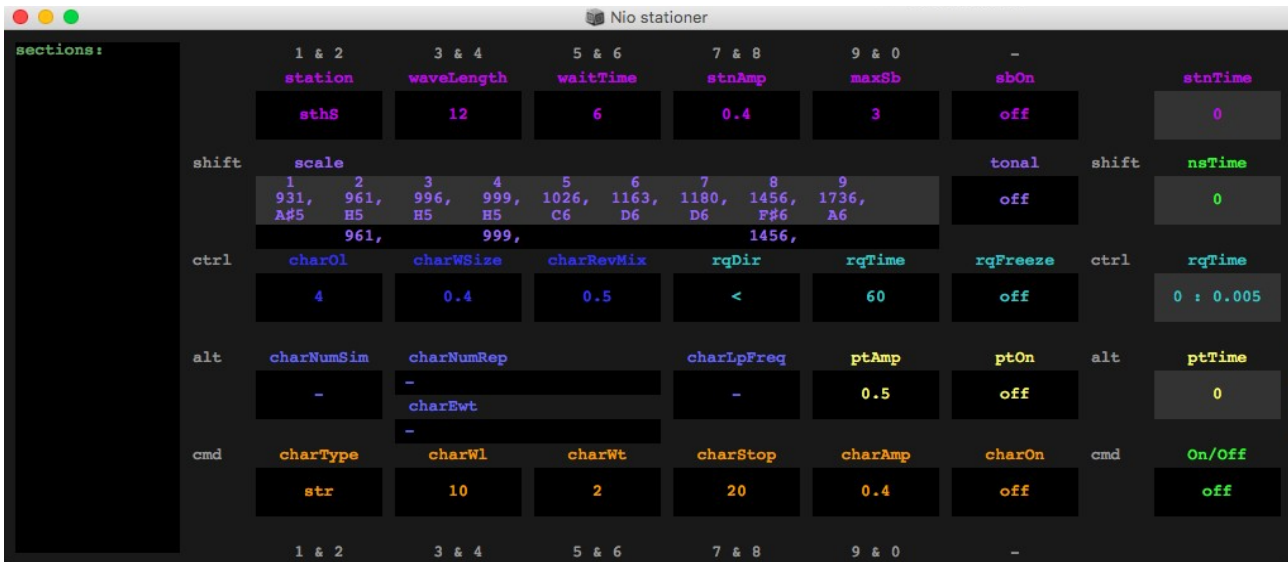 Nio stationer
sections:
1 & 2 3 & 4 5 & 6 7 & 8 9 & 0 -
station waveLength waitTime stnAmp maxSb sbOn stnTime
sthS 12 6 0.4 3 off 0
shift scale tonal shift nsTime
1 2 3 4 5 6 7 8 9
931, 961, 996, 999, 1026, 1163, 1180, 1456, 1736, off 0
A♯5 H5 H5 H5 C6 D6 D6 F♯6 A6
961, 999, 1456,
ctrl charOl charWSize charRevMix rqDir rqTime rqFreeze ctrl rqTime
4 0.4 0.5 < 60 off 0 : 0.005
alt charNumSim charNumRep charLpFreq ptAmp ptOn alt ptTime
-
- - 0.5 off 0
charEwt
-
cmd charType charWl charWt charStop charAmp charOn cmd On/Off
str 10 2 20 0.4 off off
1 & 2 3 & 4 5 & 6 7 & 8 9 & 0 -